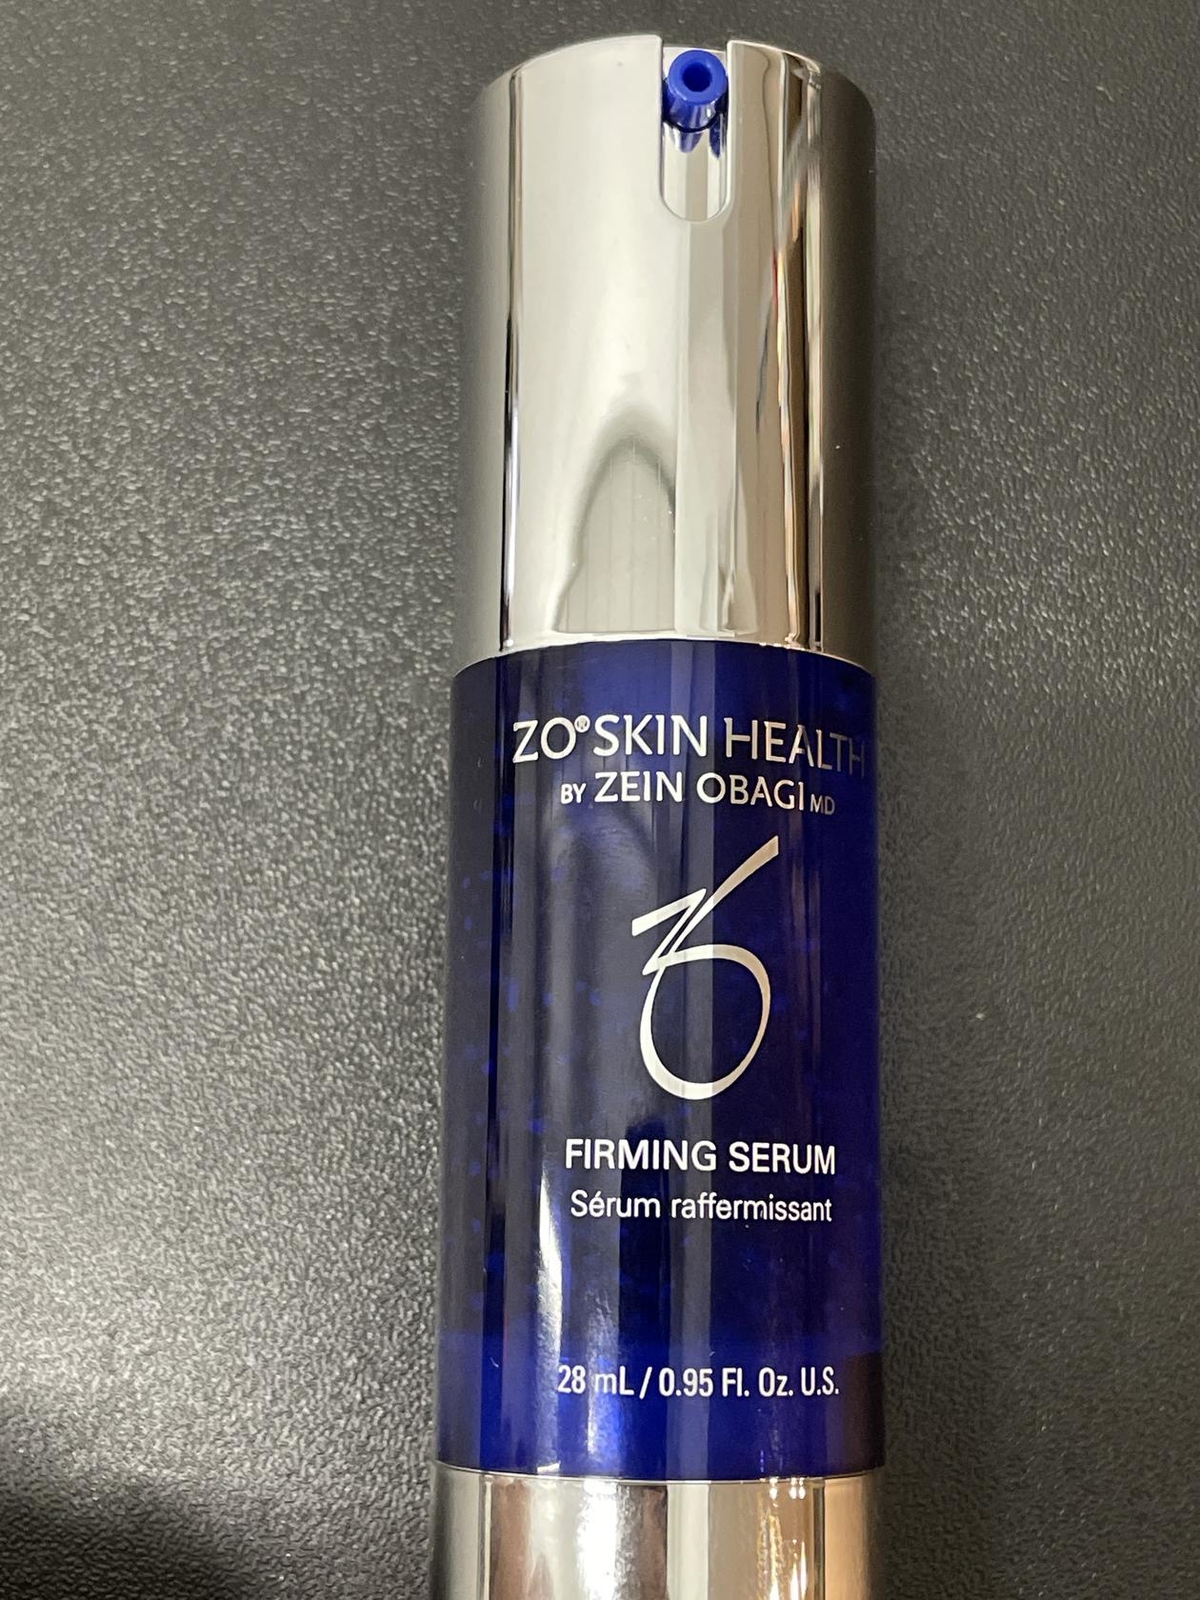 ZO® SKIN HEALTH
BY ZEIN OBAGI MD
FIRMING SERUM
Sérum raffermissant
28 mL / 0.95 Fl. Oz. U.S.